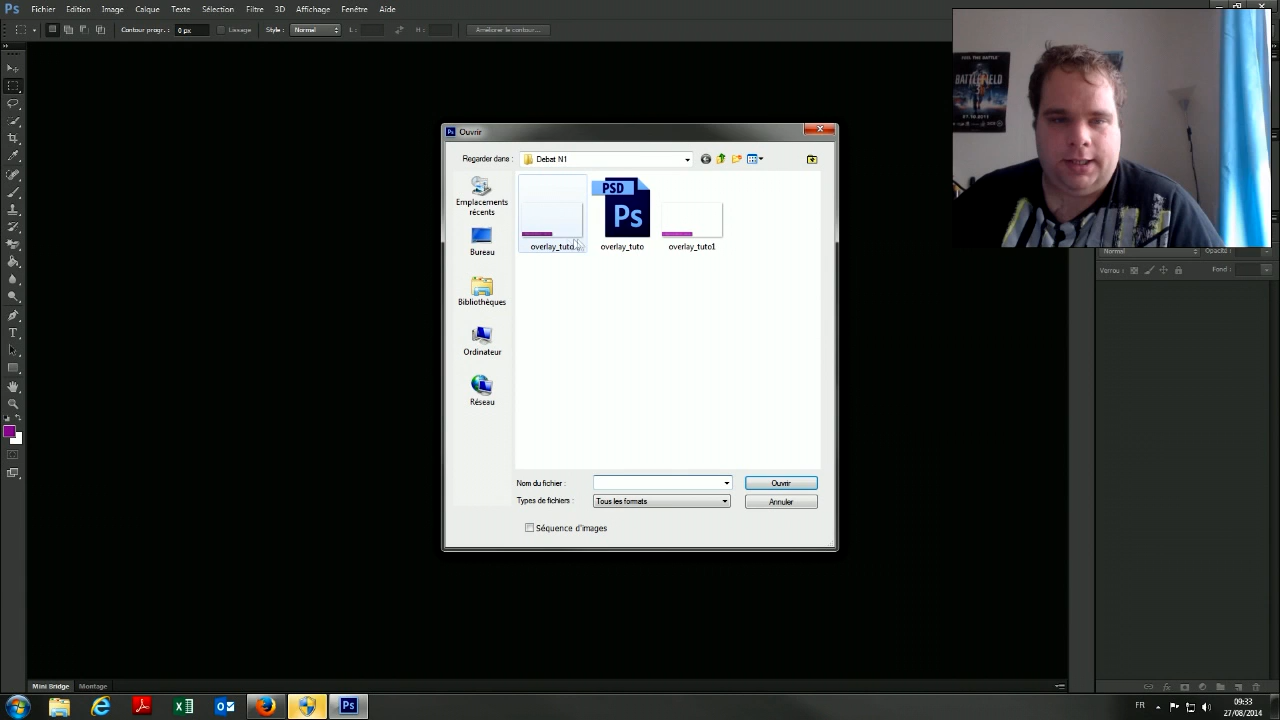 Ps Fichier Edition Image Calque Texte Sélection Filtre 3D Affichage Fenêtre Aide
Contour progr. : 0 px Lissage Style : Normal L : H : Améliorer le contour...
BATTLEFIELD
Ps Ouvrir
Regarder dans : Debat N1
Emplacements récents
Bureau
Bibliothèques
Ordinateur
Réseau
PSD
Ps
overlay_tuto
overlay_tuto
overlay_tuto1
Nom du fichier : Ouvrir
Types de fichiers : Tous les formats Annuler
Séquence d'images
Normal Opacité :
Verrou : Fond :
Mini Bridge Montage
Ps
FR
09:33
27/08/2014